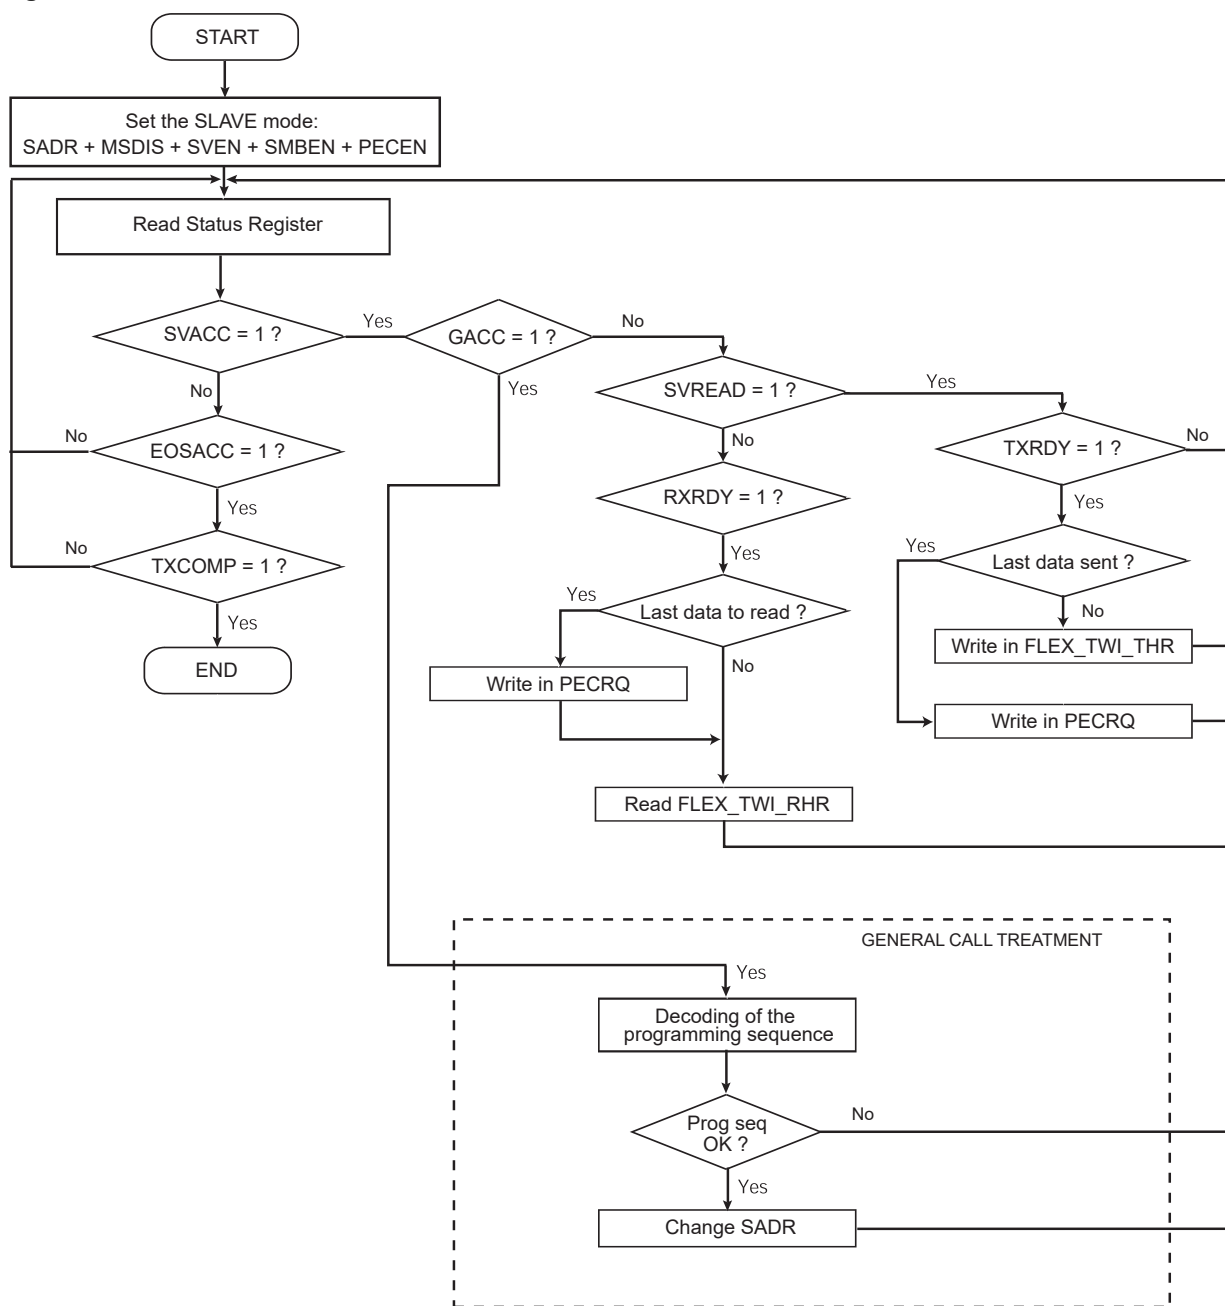 START
Set the SLAVE mode:
SADR + MSDIS + SVEN + SMBEN + PECEN
Read Status Register
SVACC = 1 ?
Yes
GACC = 1 ?
No
SVREAD = 1 ?
Yes
No
Yes
TXRDY = 1 ?
No
No
EOSACC = 1 ?
No
RXRDY = 1 ?
Yes
Yes
Yes
No
TXCOMP = 1 ?
Yes
Last data sent ?
Yes
Last data to read ?
No
Yes
Write in FLEX_TWI_THR
END
No
Write in PECRQ
Write in PECRQ
Read FLEX_TWI_RHR
GENERAL CALL TREATMENT
Yes
Decoding of the
programming sequence
Prog seq
OK ?
No
Yes
Change SADR